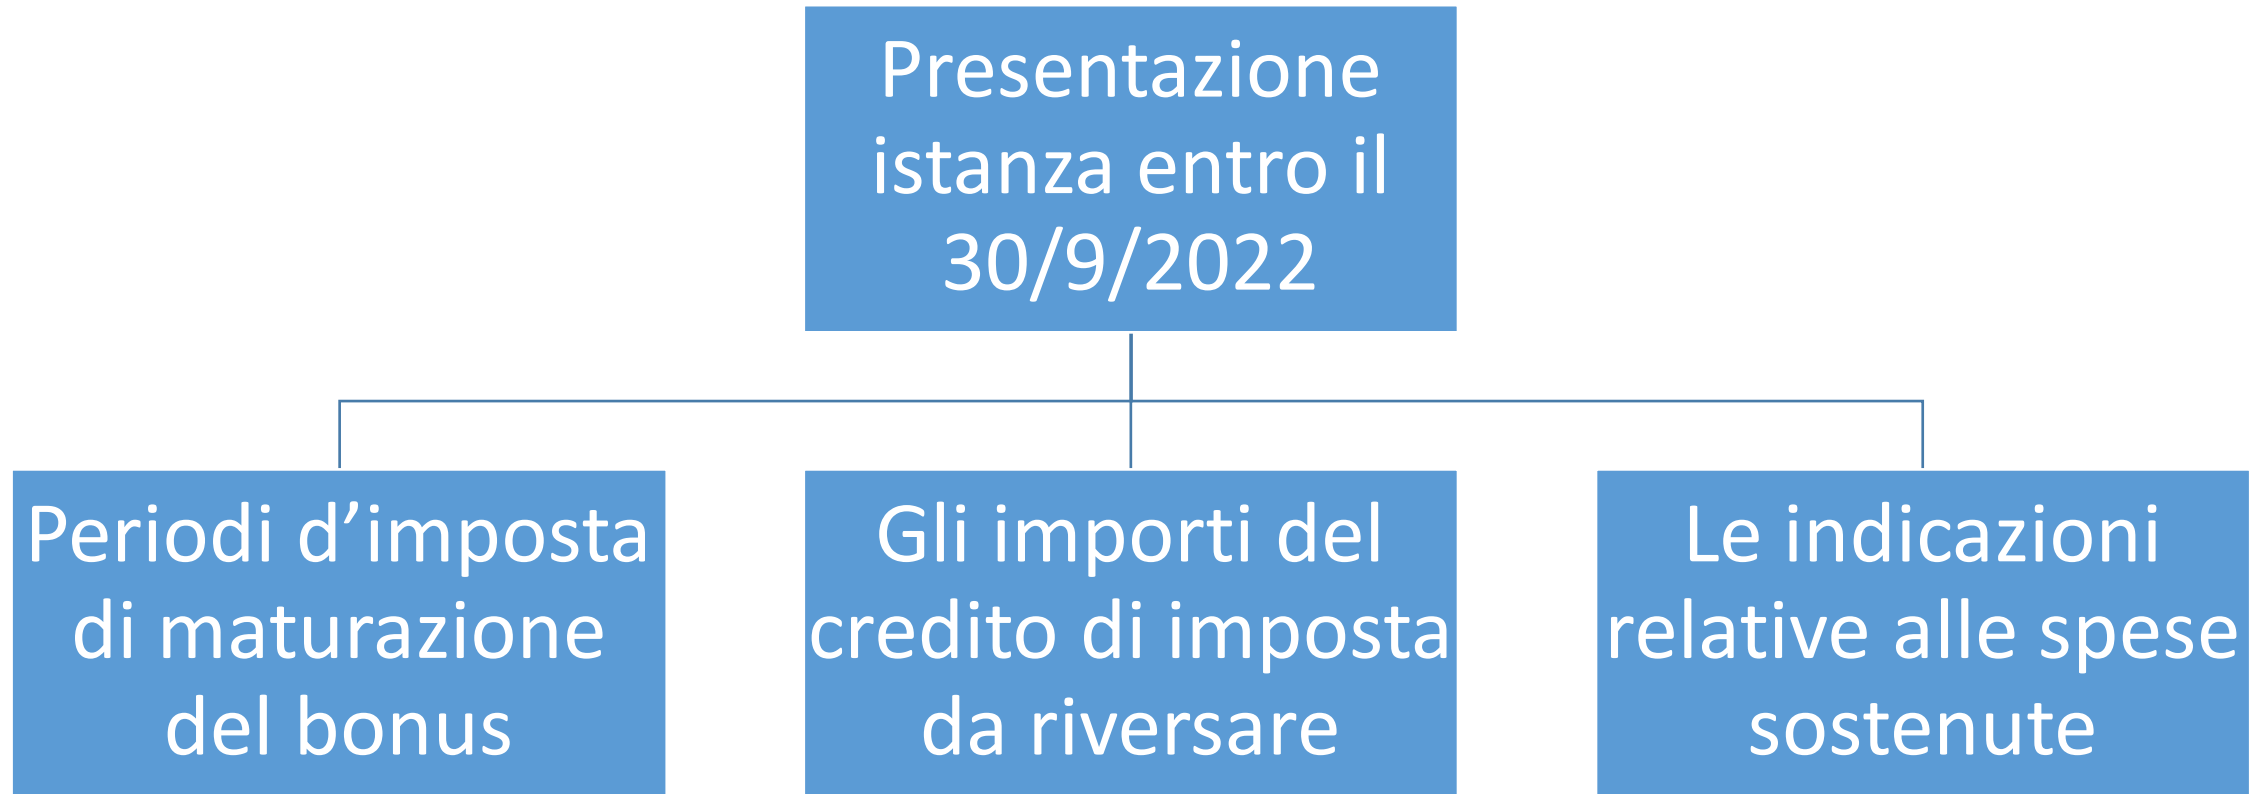 Presentazione
istanza entro il
30/9/2022
Periodi d’imposta
di maturazione
del bonus
Gli importi del
credito di imposta
da riversare
Le indicazioni
relative alle spese
sostenute